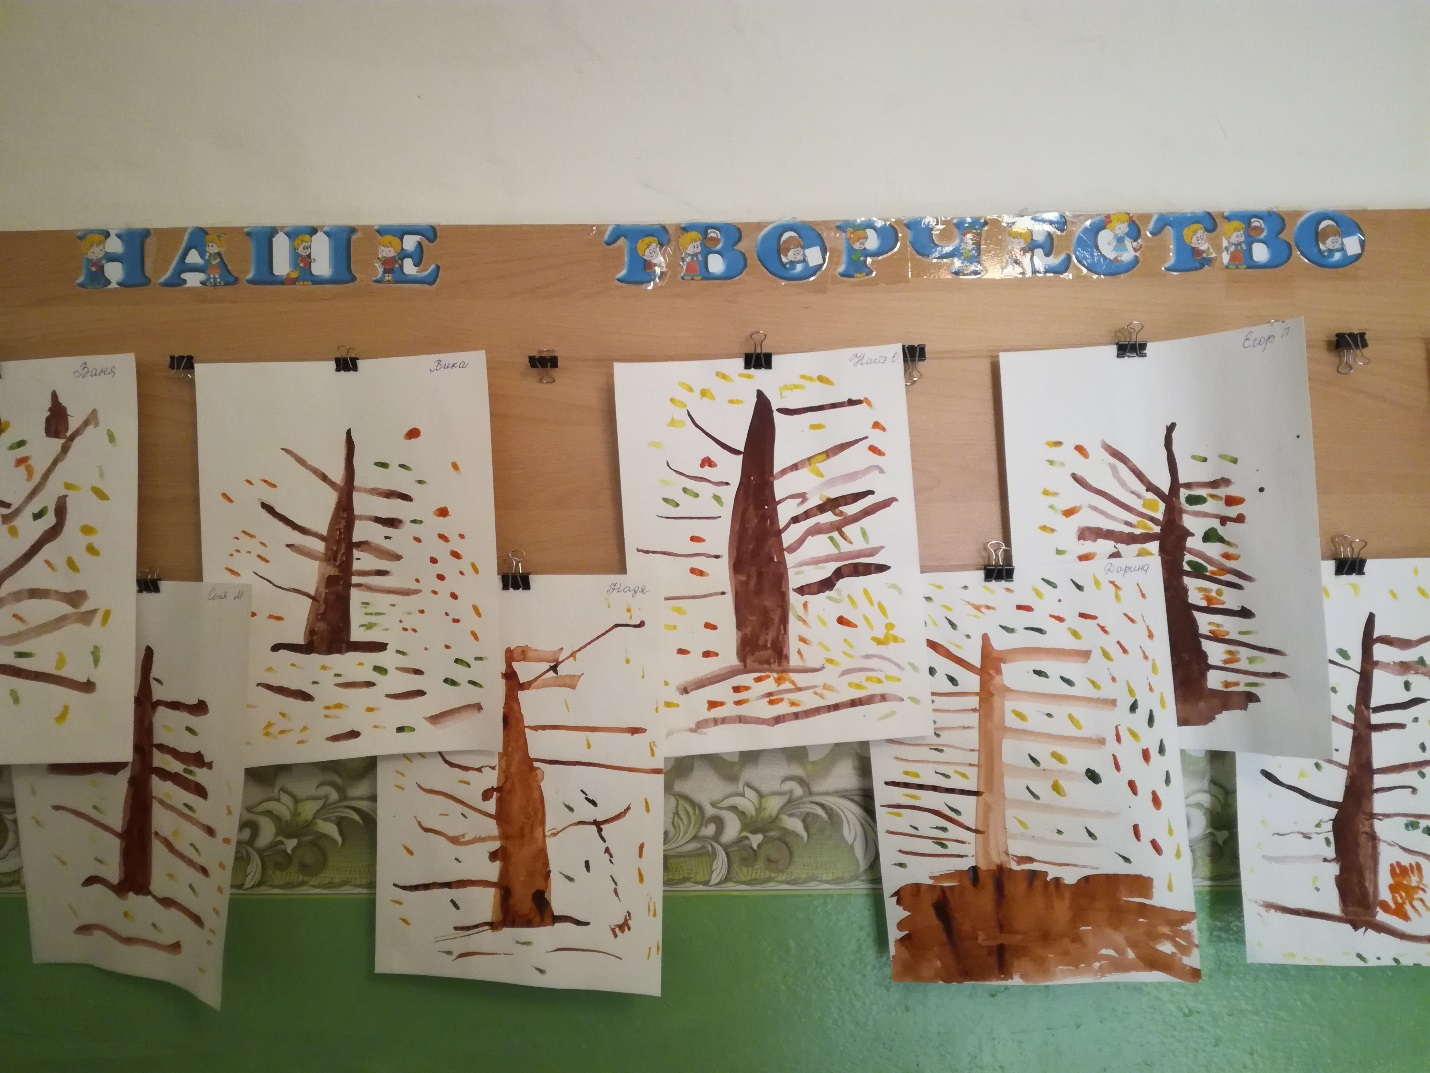 НАШЕ ТВОРЧЕСТВО
Ваня
Вика
Настя О
Егор П
Надя
Дарина